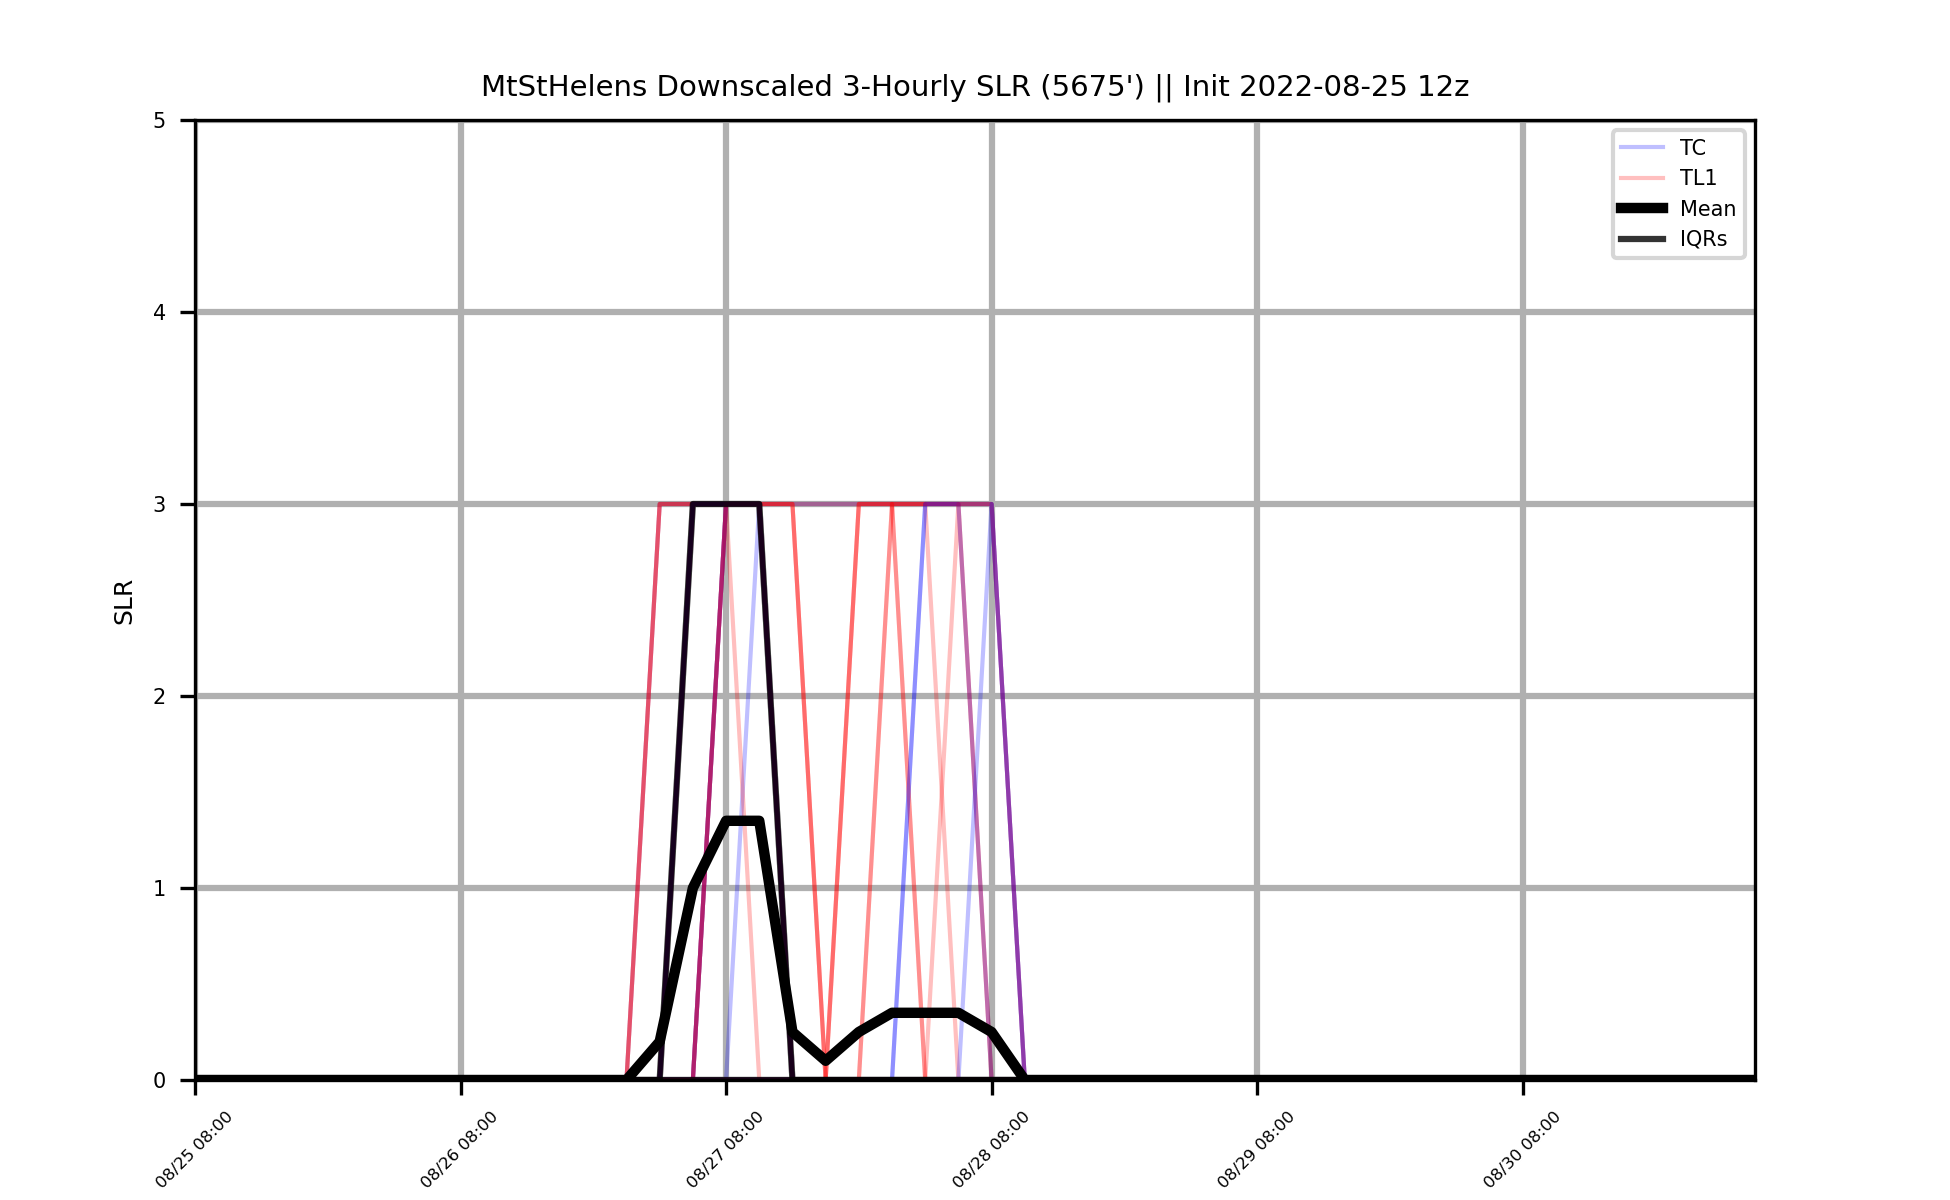 MtStHelens Downscaled 3-Hourly SLR (5675') || Init 2022-08-25 12z
SLR
5
4
3
2
1
0
TC
TL1
Mean
IQRs
08/25 08:00
08/26 08:00
08/27 08:00
08/28 08:00
08/29 08:00
08/30 08:00